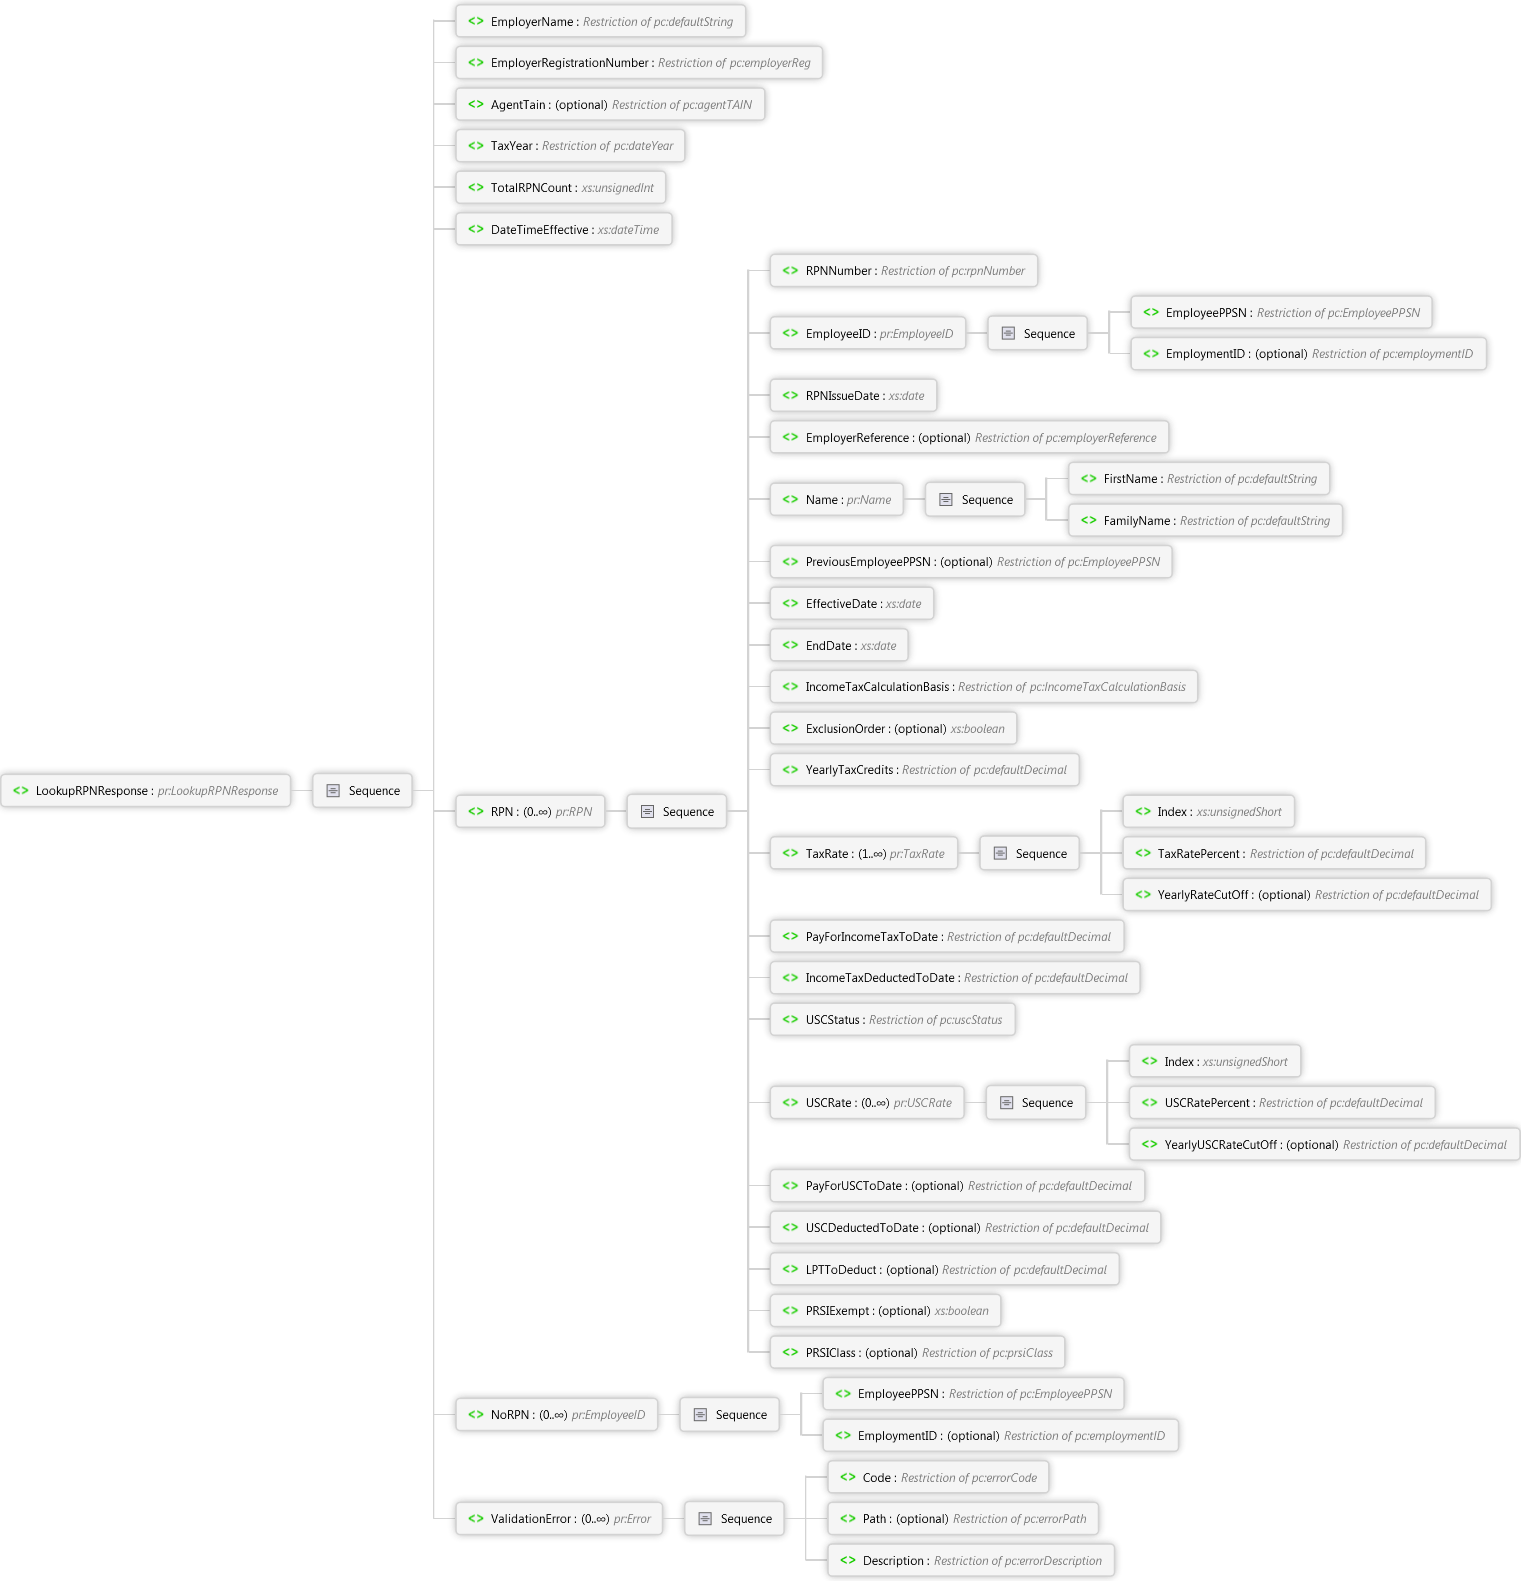 <> EmployerName : Restriction of pc:defaultString
<> EmployerRegistrationNumber : Restriction of pc:employerReg
<> AgentTain : (optional) Restriction of pc:agentTAIN
<> TaxYear : Restriction of pc:dateYear
<> TotalRPNCount : xs:unsignedInt
<> DateTimeEffective : xs:dateTime
<> RPNNumber : Restriction of pc:rpnNumber
<> EmployeePPSN : Restriction of pc:EmployeePPSN
<> EmployeeID : pr:EmployeeID Sequence
<> EmploymentID : (optional) Restriction of pc:employmentID
<> RPNIssueDate : xs:date
<> EmployerReference : (optional) Restriction of pc:employerReference
<> FirstName : Restriction of pc:defaultString
<> Name : pr:Name Sequence
<> FamilyName : Restriction of pc:defaultString
<> PreviousEmployeePPSN : (optional) Restriction of pc:EmployeePPSN
<> EffectiveDate : xs:date
<> EndDate : xs:date
<> IncomeTaxCalculationBasis : Restriction of pc:IncomeTaxCalculationBasis
<> ExclusionOrder : (optional) xs:boolean
<> YearlyTaxCredits : Restriction of pc:defaultDecimal
<> LookupRPNResponse : pr:LookupRPNResponse Sequence
<> RPN : (0..∞) pr:RPN Sequence
<> Index : xs:unsignedShort
<> TaxRate : (1..∞) pr:TaxRate Sequence
<> TaxRatePercent : Restriction of pc:defaultDecimal
<> YearlyRateCutOff : (optional) Restriction of pc:defaultDecimal
<> PayForIncomeTaxToDate : Restriction of pc:defaultDecimal
<> IncomeTaxDeductedToDate : Restriction of pc:defaultDecimal
<> USCStatus : Restriction of pc:uscStatus
<> Index : xs:unsignedShort
<> USCRate : (0..∞) pr:USCRate Sequence
<> USCRatePercent : Restriction of pc:defaultDecimal
<> YearlyUSCRateCutOff : (optional) Restriction of pc:defaultDecimal
<> PayForUSCToDate : (optional) Restriction of pc:defaultDecimal
<> USCDeductedToDate : (optional) Restriction of pc:defaultDecimal
<> LPTToDeduct : (optional) Restriction of pc:defaultDecimal
<> PRSIExempt : (optional) xs:boolean
<> PRSIClass : (optional) Restriction of pc:prsiClass
<> EmployeePPSN : Restriction of pc:EmployeePPSN
<> NoRPN : (0..∞) pr:EmployeeID Sequence
<> EmploymentID : (optional) Restriction of pc:employmentID
<> Code : Restriction of pc:errorCode
<> ValidationError : (0..∞) pr:Error Sequence
<> Path : (optional) Restriction of pc:errorPath
<> Description : Restriction of pc:errorDescription